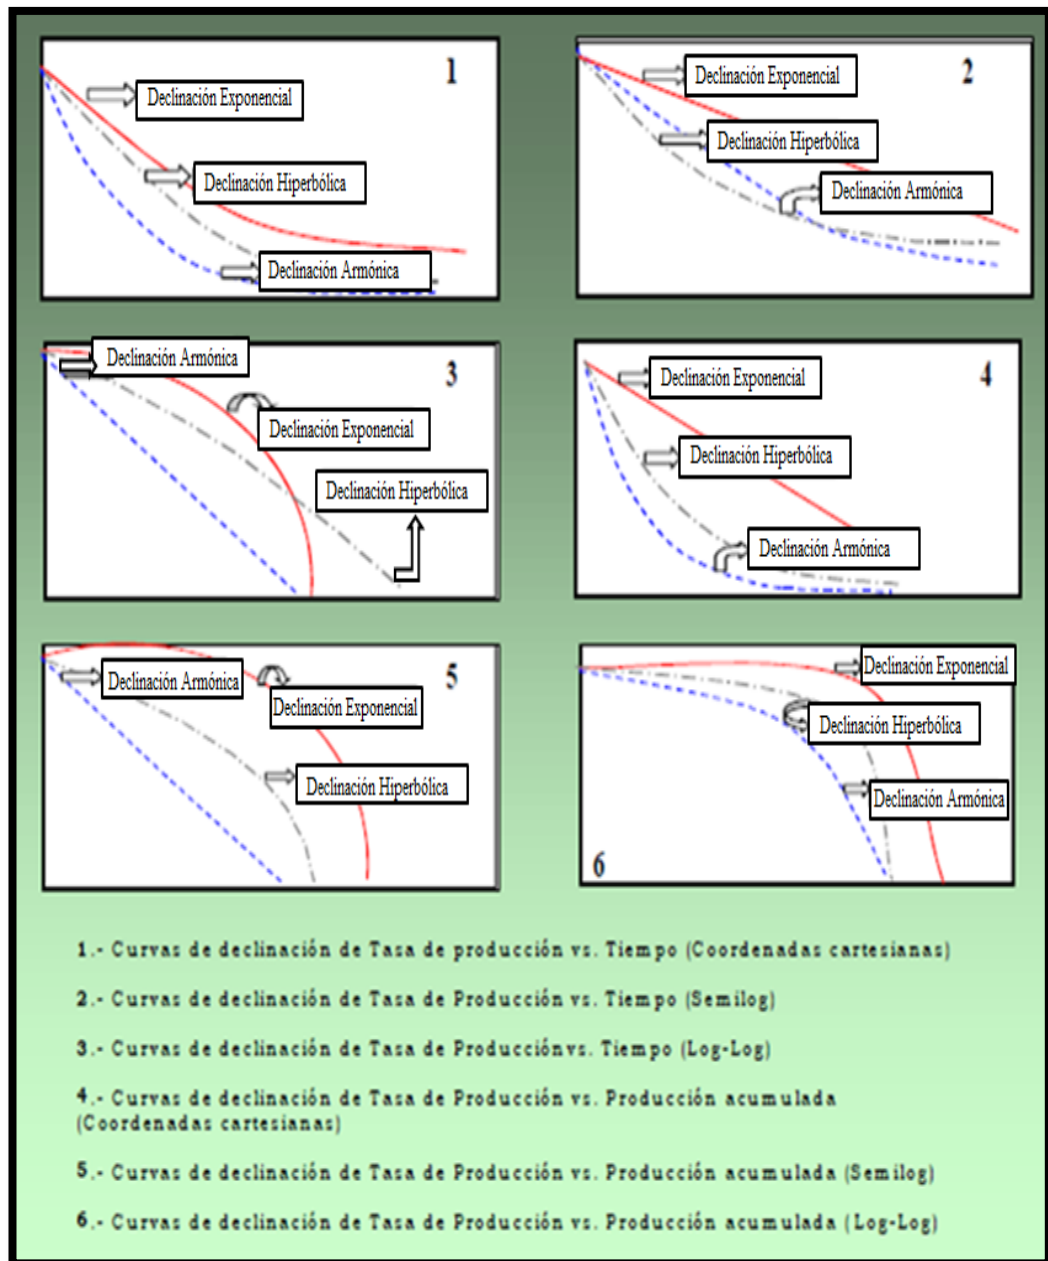 1
Declinación Exponencial
Declinación Hiperbólica
Declinación Armónica
2
Declinación Exponencial
Declinación Hiperbólica
Declinación Armónica
3
Declinación Armónica
Declinación Exponencial
Declinación Hiperbólica
4
Declinación Exponencial
Declinación Hiperbólica
Declinación Armónica
5
Declinación Armónica
Declinación Exponencial
Declinación Hiperbólica
Declinación Exponencial
Declinación Hiperbólica
Declinación Armónica
6
1.- Curvas de declinación de Tasa de producción vs. Tiempo (Coordenadas cartesianas)
2.- Curvas de declinación de Tasa de Producción vs. Tiempo (Semilog)
3.- Curvas de declinación de Tasa de Producciónvs. Tiempo (Log-Log)
4.- Curvas de declinación de Tasa de Producción vs. Producción acumulada
(Coordenadas cartesianas)
5.- Curvas de declinación de Tasa de Producción vs. Producción acumulada (Semilog)
6.- Curvas de declinación de Tasa de Producción vs. Producción acumulada ( Log-Log)